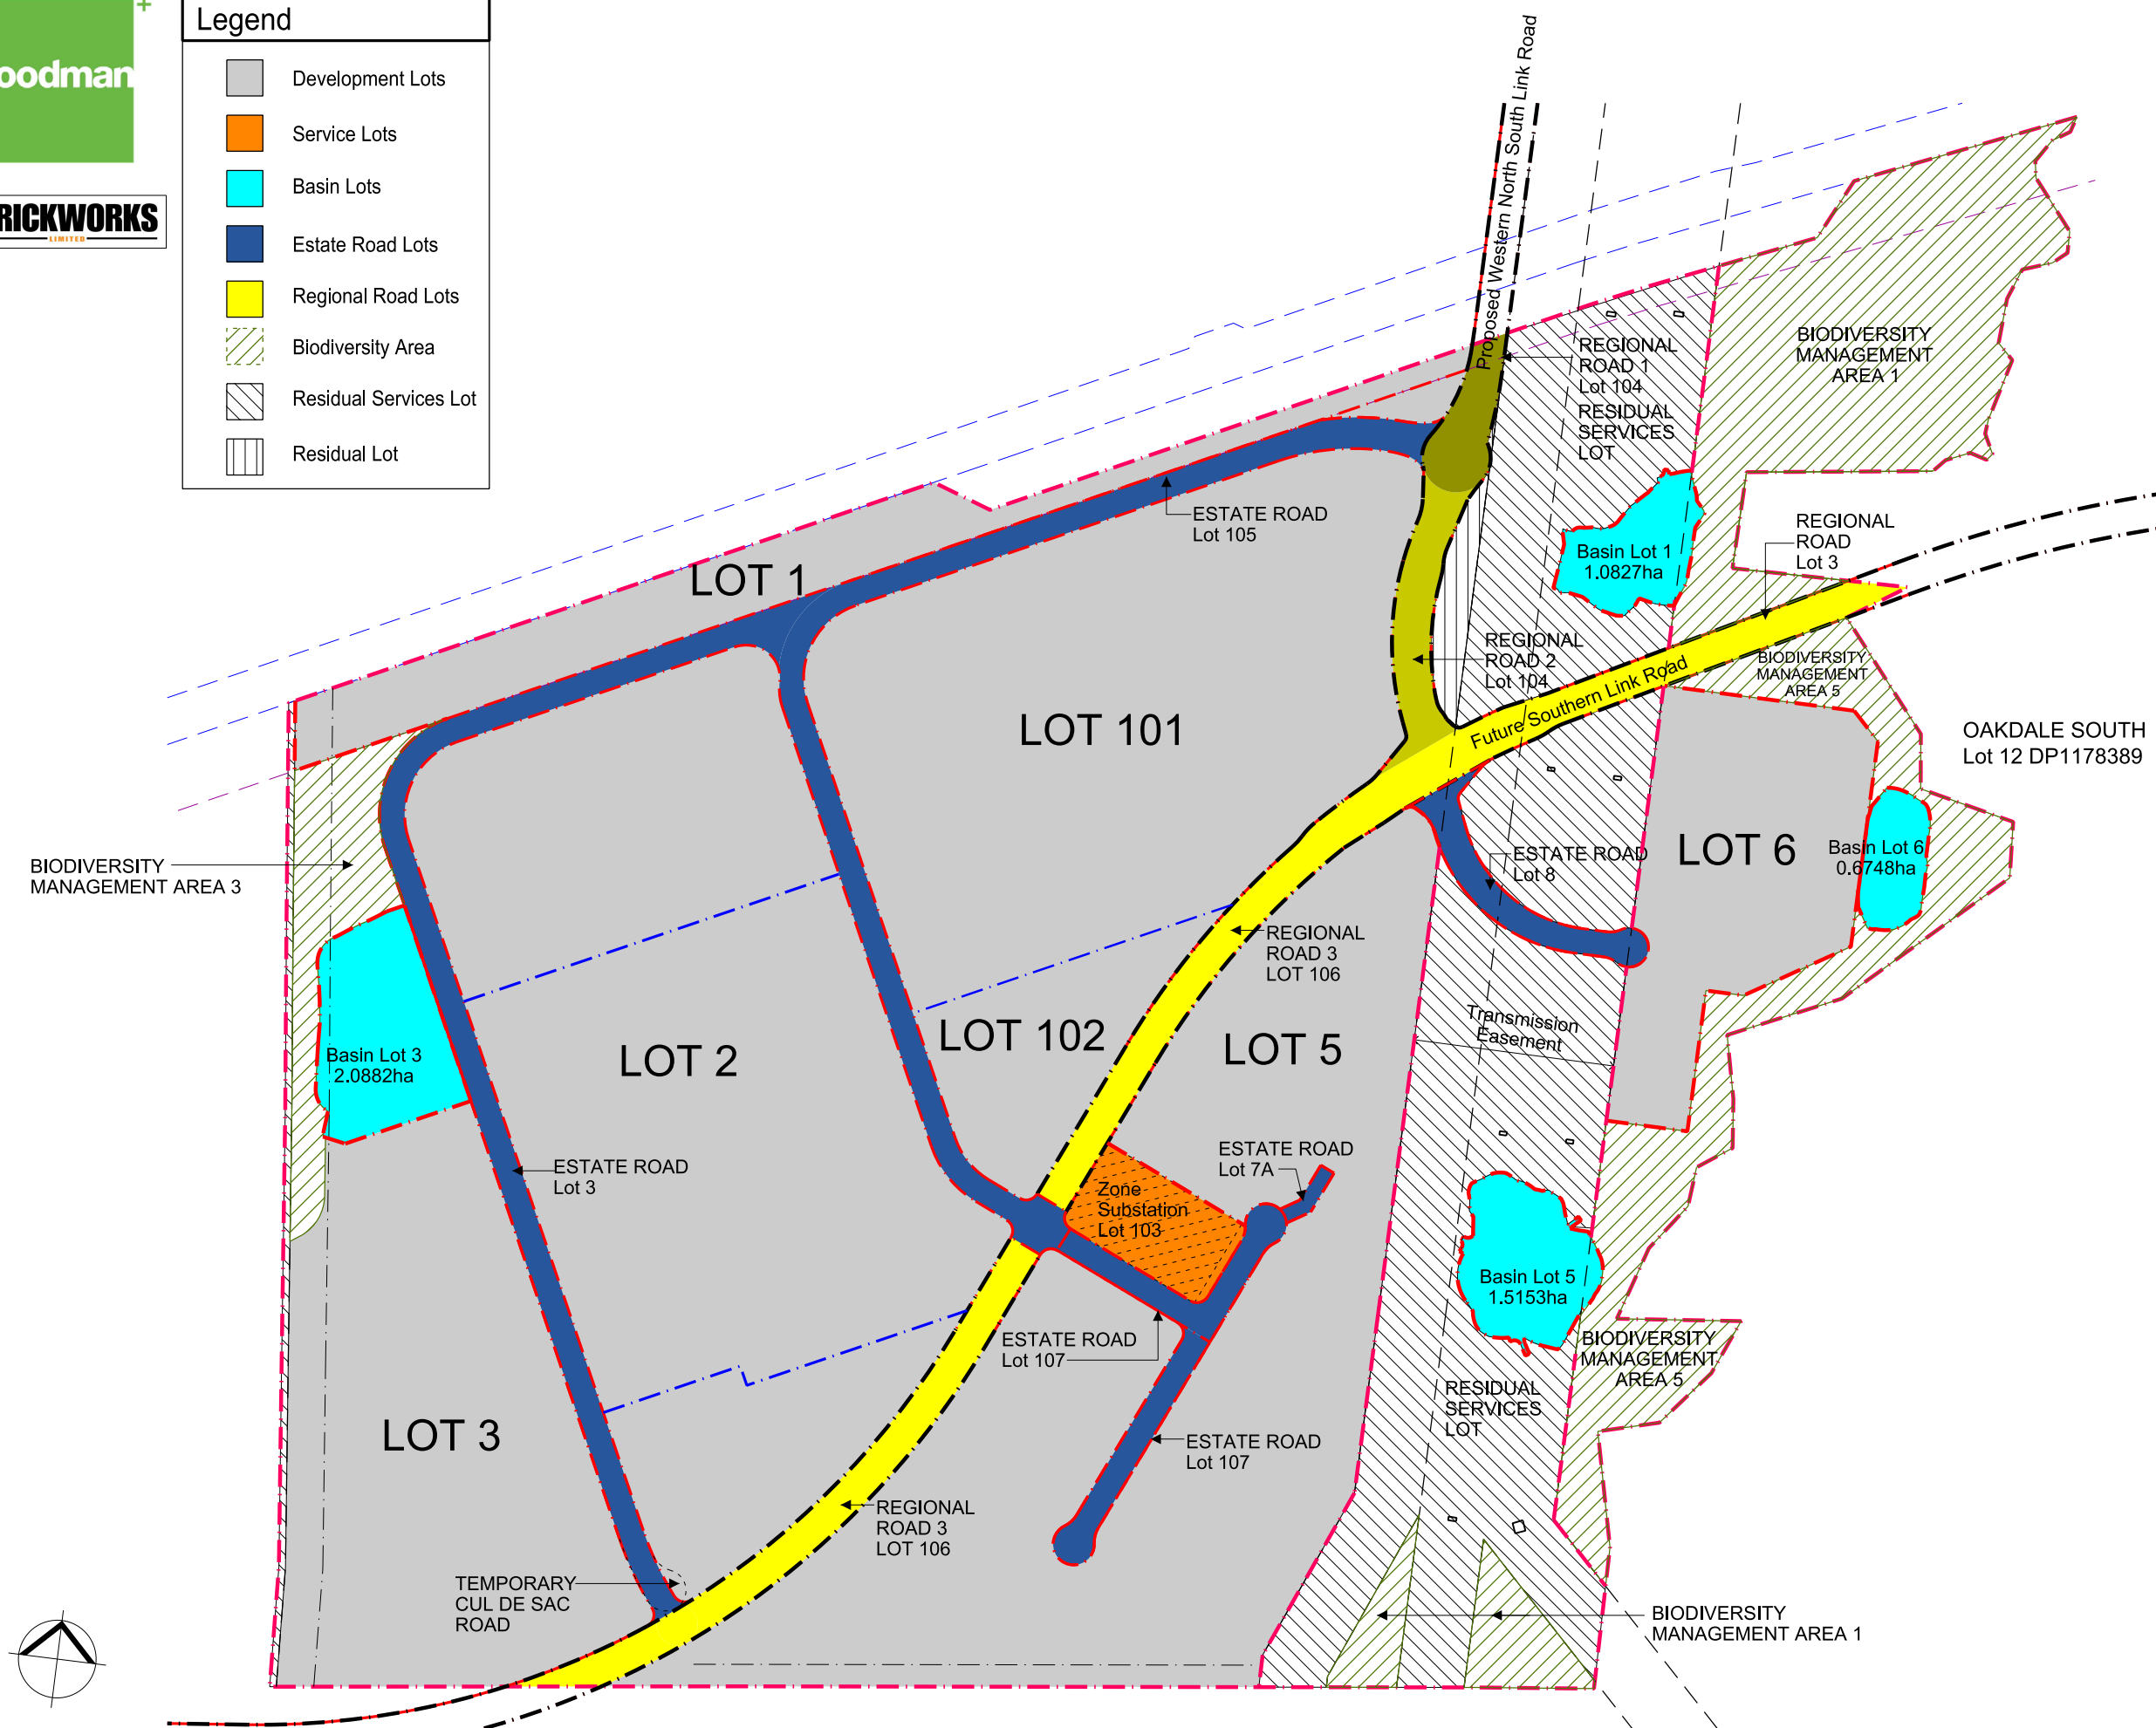 oodman
RICKWORKS
LIMITED
Legend
Development Lots
Service Lots
Basin Lots
Estate Road Lots
Regional Road Lots
Biodiversity Area
Residual Services Lot
Residual Lot
Proposed Western North South Link Road
REGIONAL
ROAD 1
Lot 104
RESIDUAL
SERVICES
LOT
BIODIVERSITY
MANAGEMENT
AREA 1
ESTATE ROAD
Lot 105
REGIONAL
ROAD
Lot 3
Basin Lot 1
1.0827ha
LOT 1
REGIONAL
ROAD 2
Lot 104
BIODIVERSITY
MANAGEMENT
AREA 5
Future Southern Link Road
LOT 101
OAKDALE SOUTH
Lot 12 DP1178389
BIODIVERSITY
MANAGEMENT AREA 3
ESTATE ROAD
Lot 8
LOT 6
Basin Lot 6
0.6748ha
REGIONAL
ROAD 3
LOT 106
Transmission
Easement
Basin Lot 3
2.0882ha
LOT 2
LOT 102
LOT 5
ESTATE ROAD
Lot 3
ESTATE ROAD
Lot 7A
Zone
Substation
Lot 103
Basin Lot 5
1.5153ha
ESTATE ROAD
Lot 107
BIODIVERSITY
MANAGEMENT
AREA 5
RESIDUAL
SERVICES
LOT
LOT 3
ESTATE ROAD
Lot 107
REGIONAL
ROAD 3
LOT 106
TEMPORARY
CUL DE SAC
ROAD
BIODIVERSITY
MANAGEMENT AREA 1